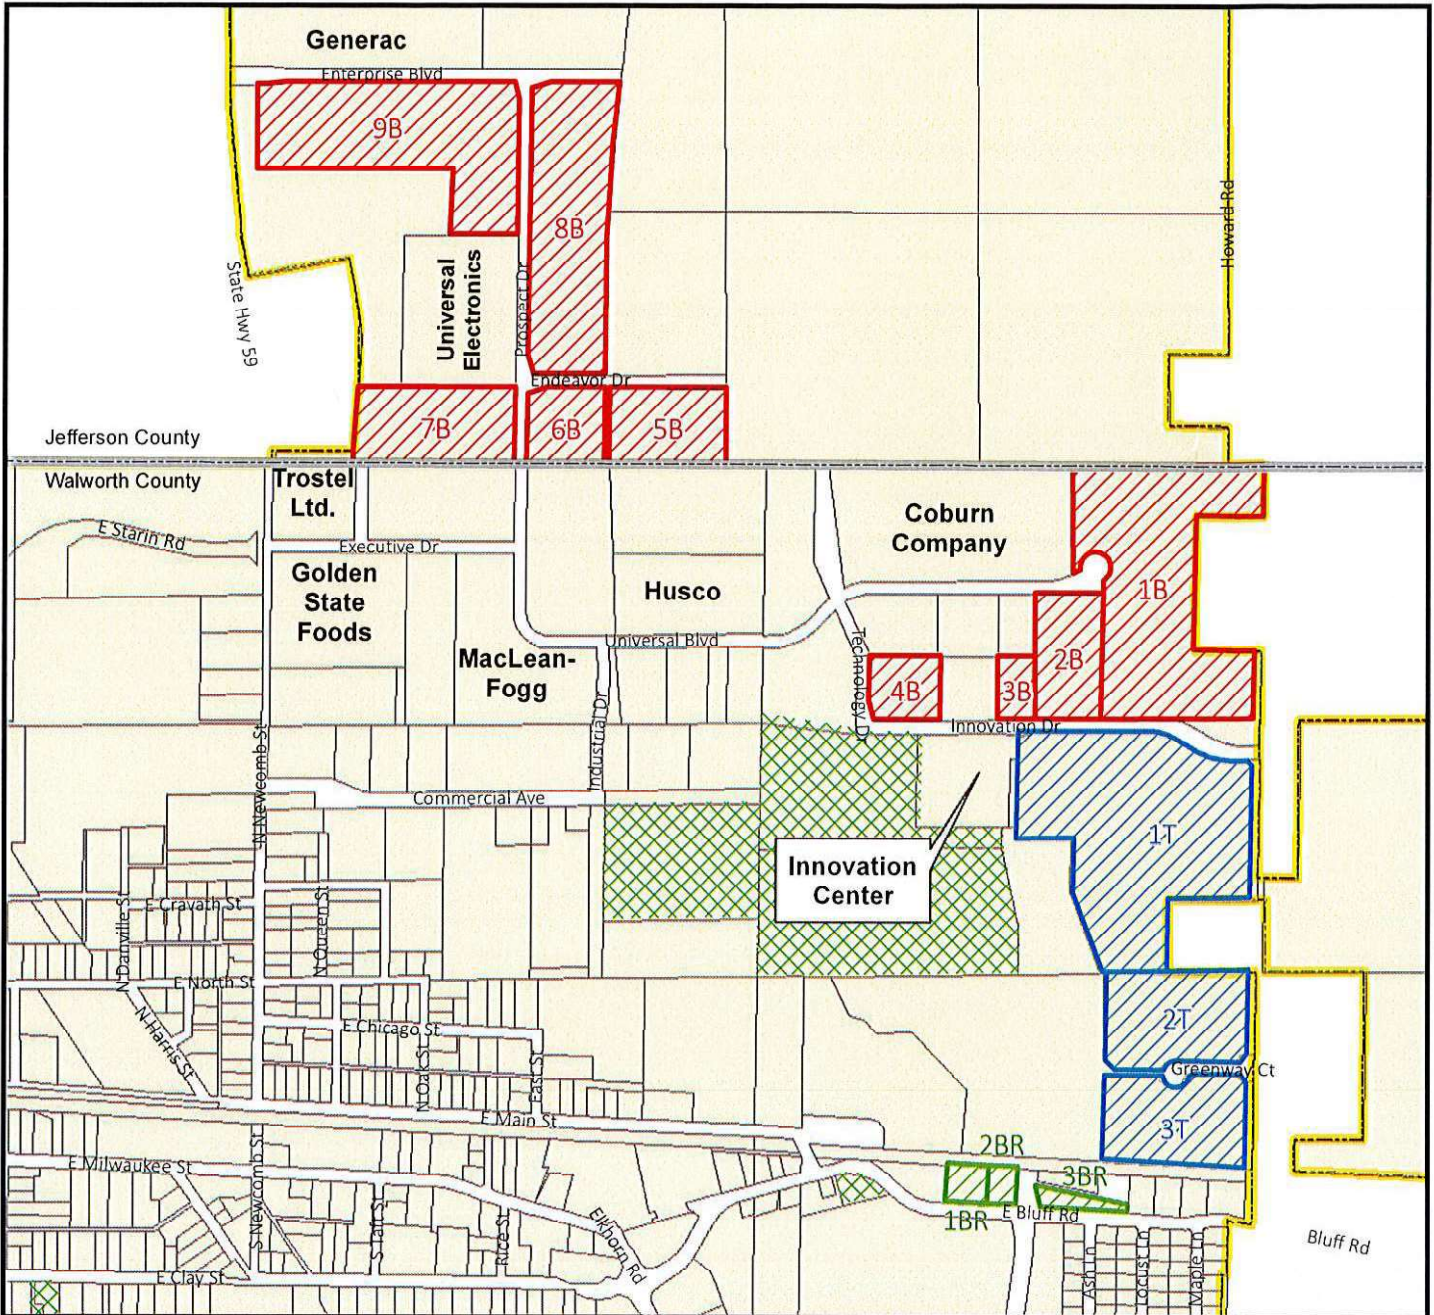 Generac
Enterprise Blvd
9B
8B
Howard Rd
State Hwy 59
Universal
Electronics
Prospect Dr
Endeavor Dr
7B
6B
5B
Jefferson County
Walworth County
Trostel
Ltd.
E Starin Rd
Executive Dr
Coburn
Company
Golden
State
Foods
Husco
1B
Universal Blvd
MacLean-
Fogg
Technology Dr
2B
4B
3B
Industrial Dr
Innovation Dr
N Newcomb St
Commercial Ave
1T
Innovation
Center
N Danville St
E Cravath St
N Queen St
E North St
N Harris St
E Chicago St
N Oak St
East St
2T
Greenway Ct
E Main St
3T
2BR
3BR
E Milwaukee St
S Newcomb St
1BR
E Bluff Rd
S Taft St
Rice St
Elkhorn Rd
Bluff Rd
Ash Ln
Locust Ln
Maple Ln
E Clay St